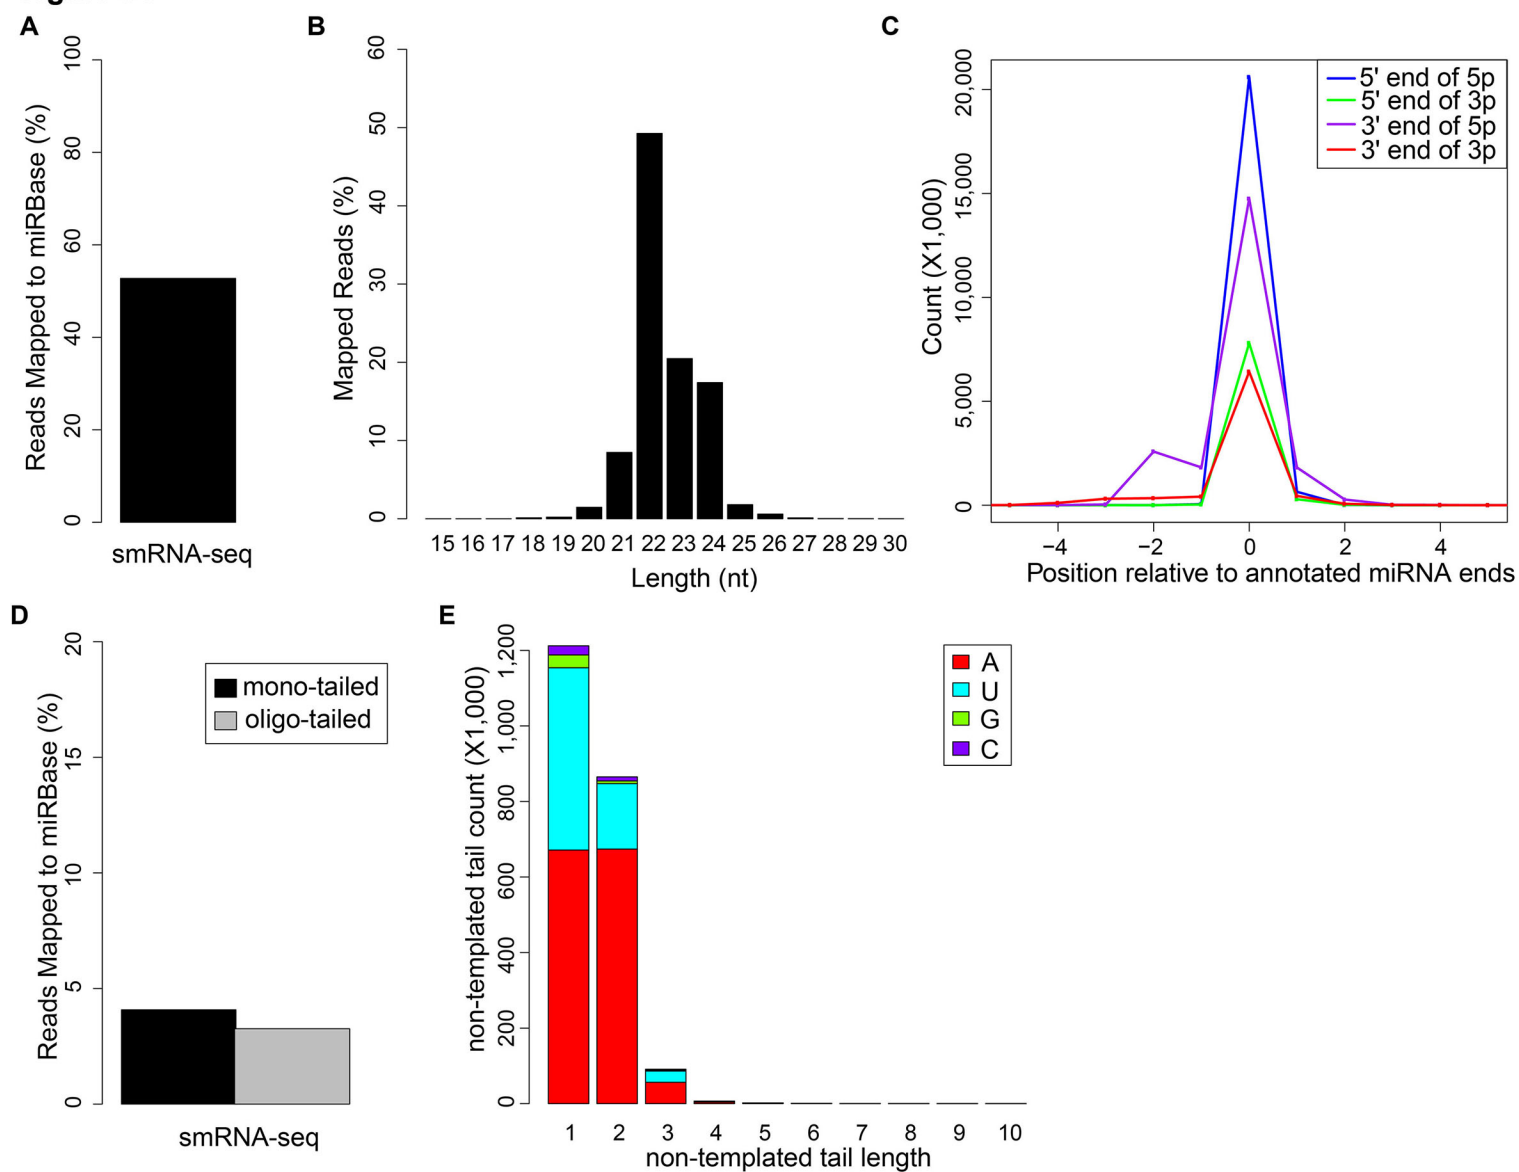 A
Reads Mapped to miRBase (%)
100
80
60
40
20
0
smRNA-seq
B
Mapped Reads (%)
60
50
40
30
20
10
0
15 16 17 18 19 20 21 22 23 24 25 26 27 28 29 30
Length (nt)
C
Count (X1,000)
20,000
15,000
10,000
5,000
0
5' end of 5p
5' end of 3p
3' end of 5p
3' end of 3p
−4 −2 0 2 4
Position relative to annotated miRNA ends
D
Reads Mapped to miRBase (%)
20
15
10
5
0
mono-tailed
oligo-tailed
smRNA-seq
E
non-templated tail count (X1,000)
1,200
1,000
800
600
400
200
0
A
U
G
C
1 2 3 4 5 6 7 8 9 10
non-templated tail length